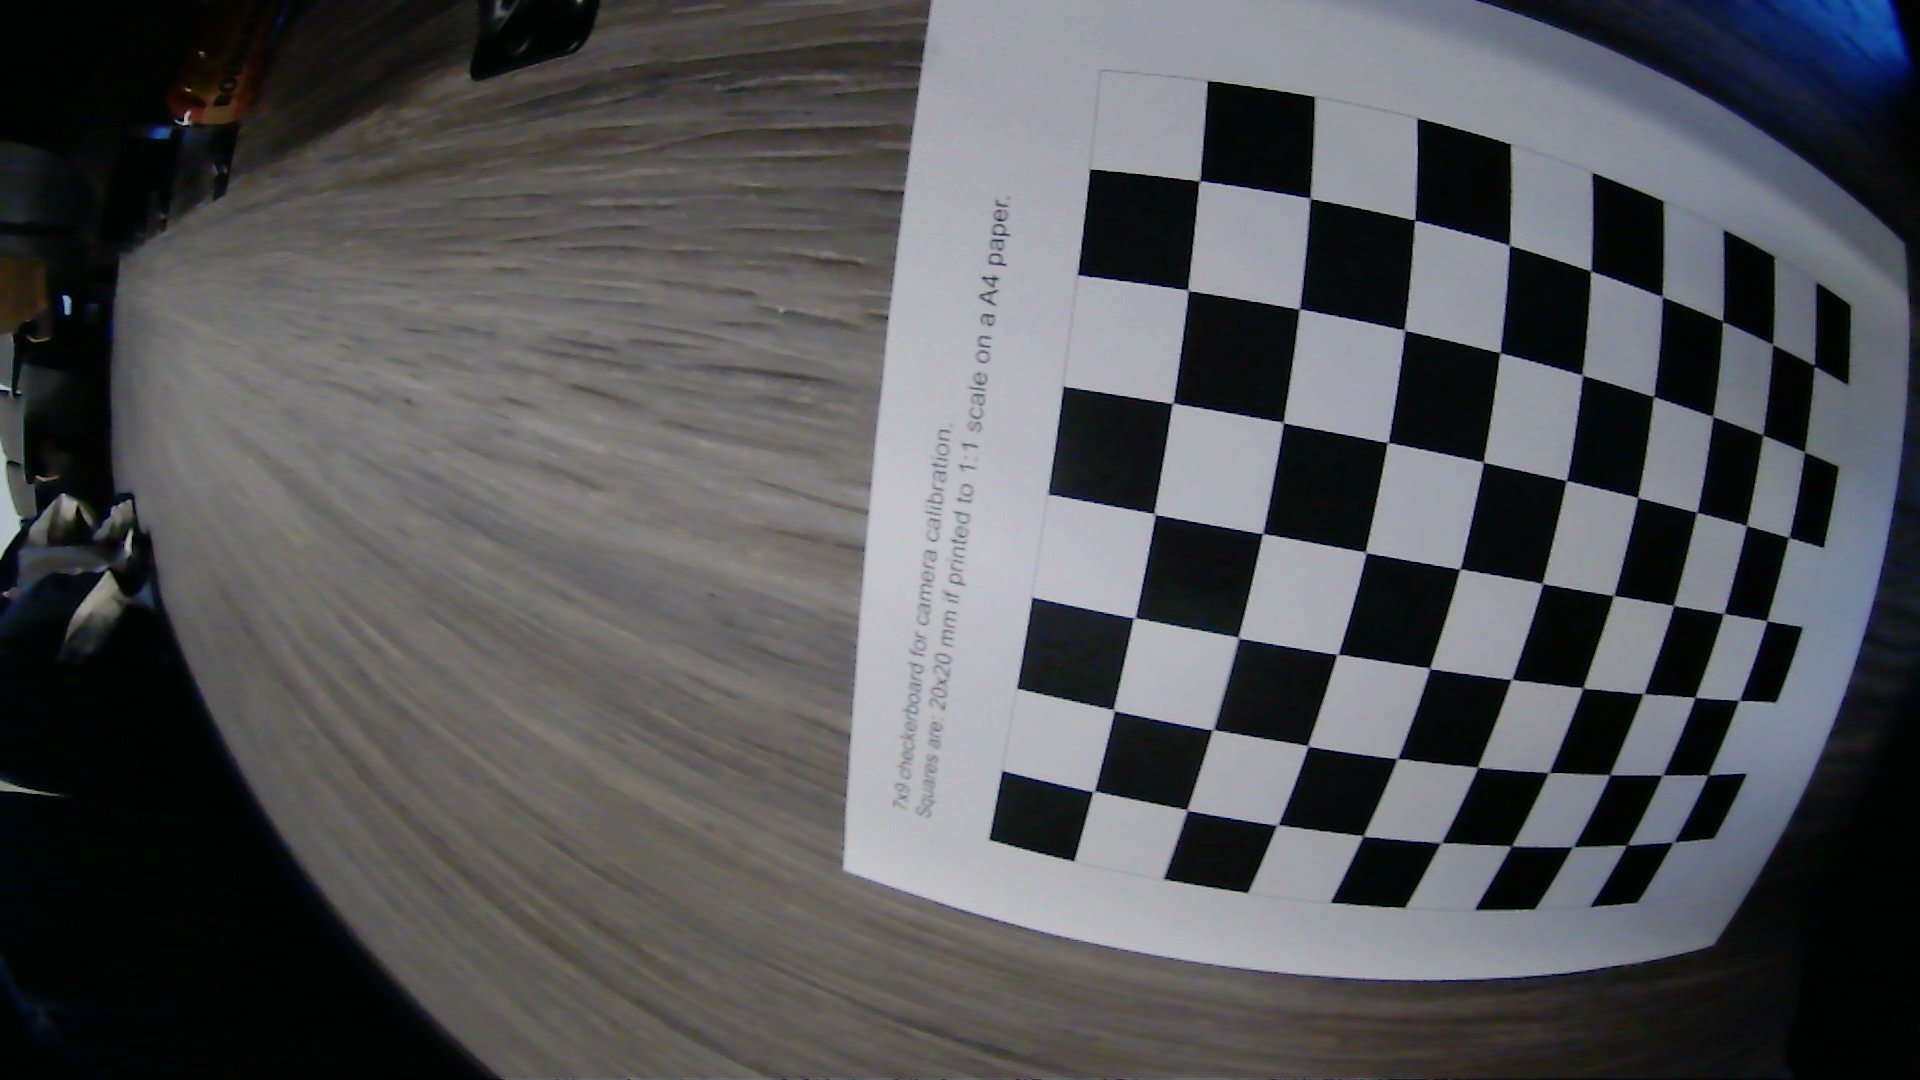 7x9 checkerboard for camera calibration.
Squares are: 20x20 mm if printed to 1:1 scale on a A4 paper.